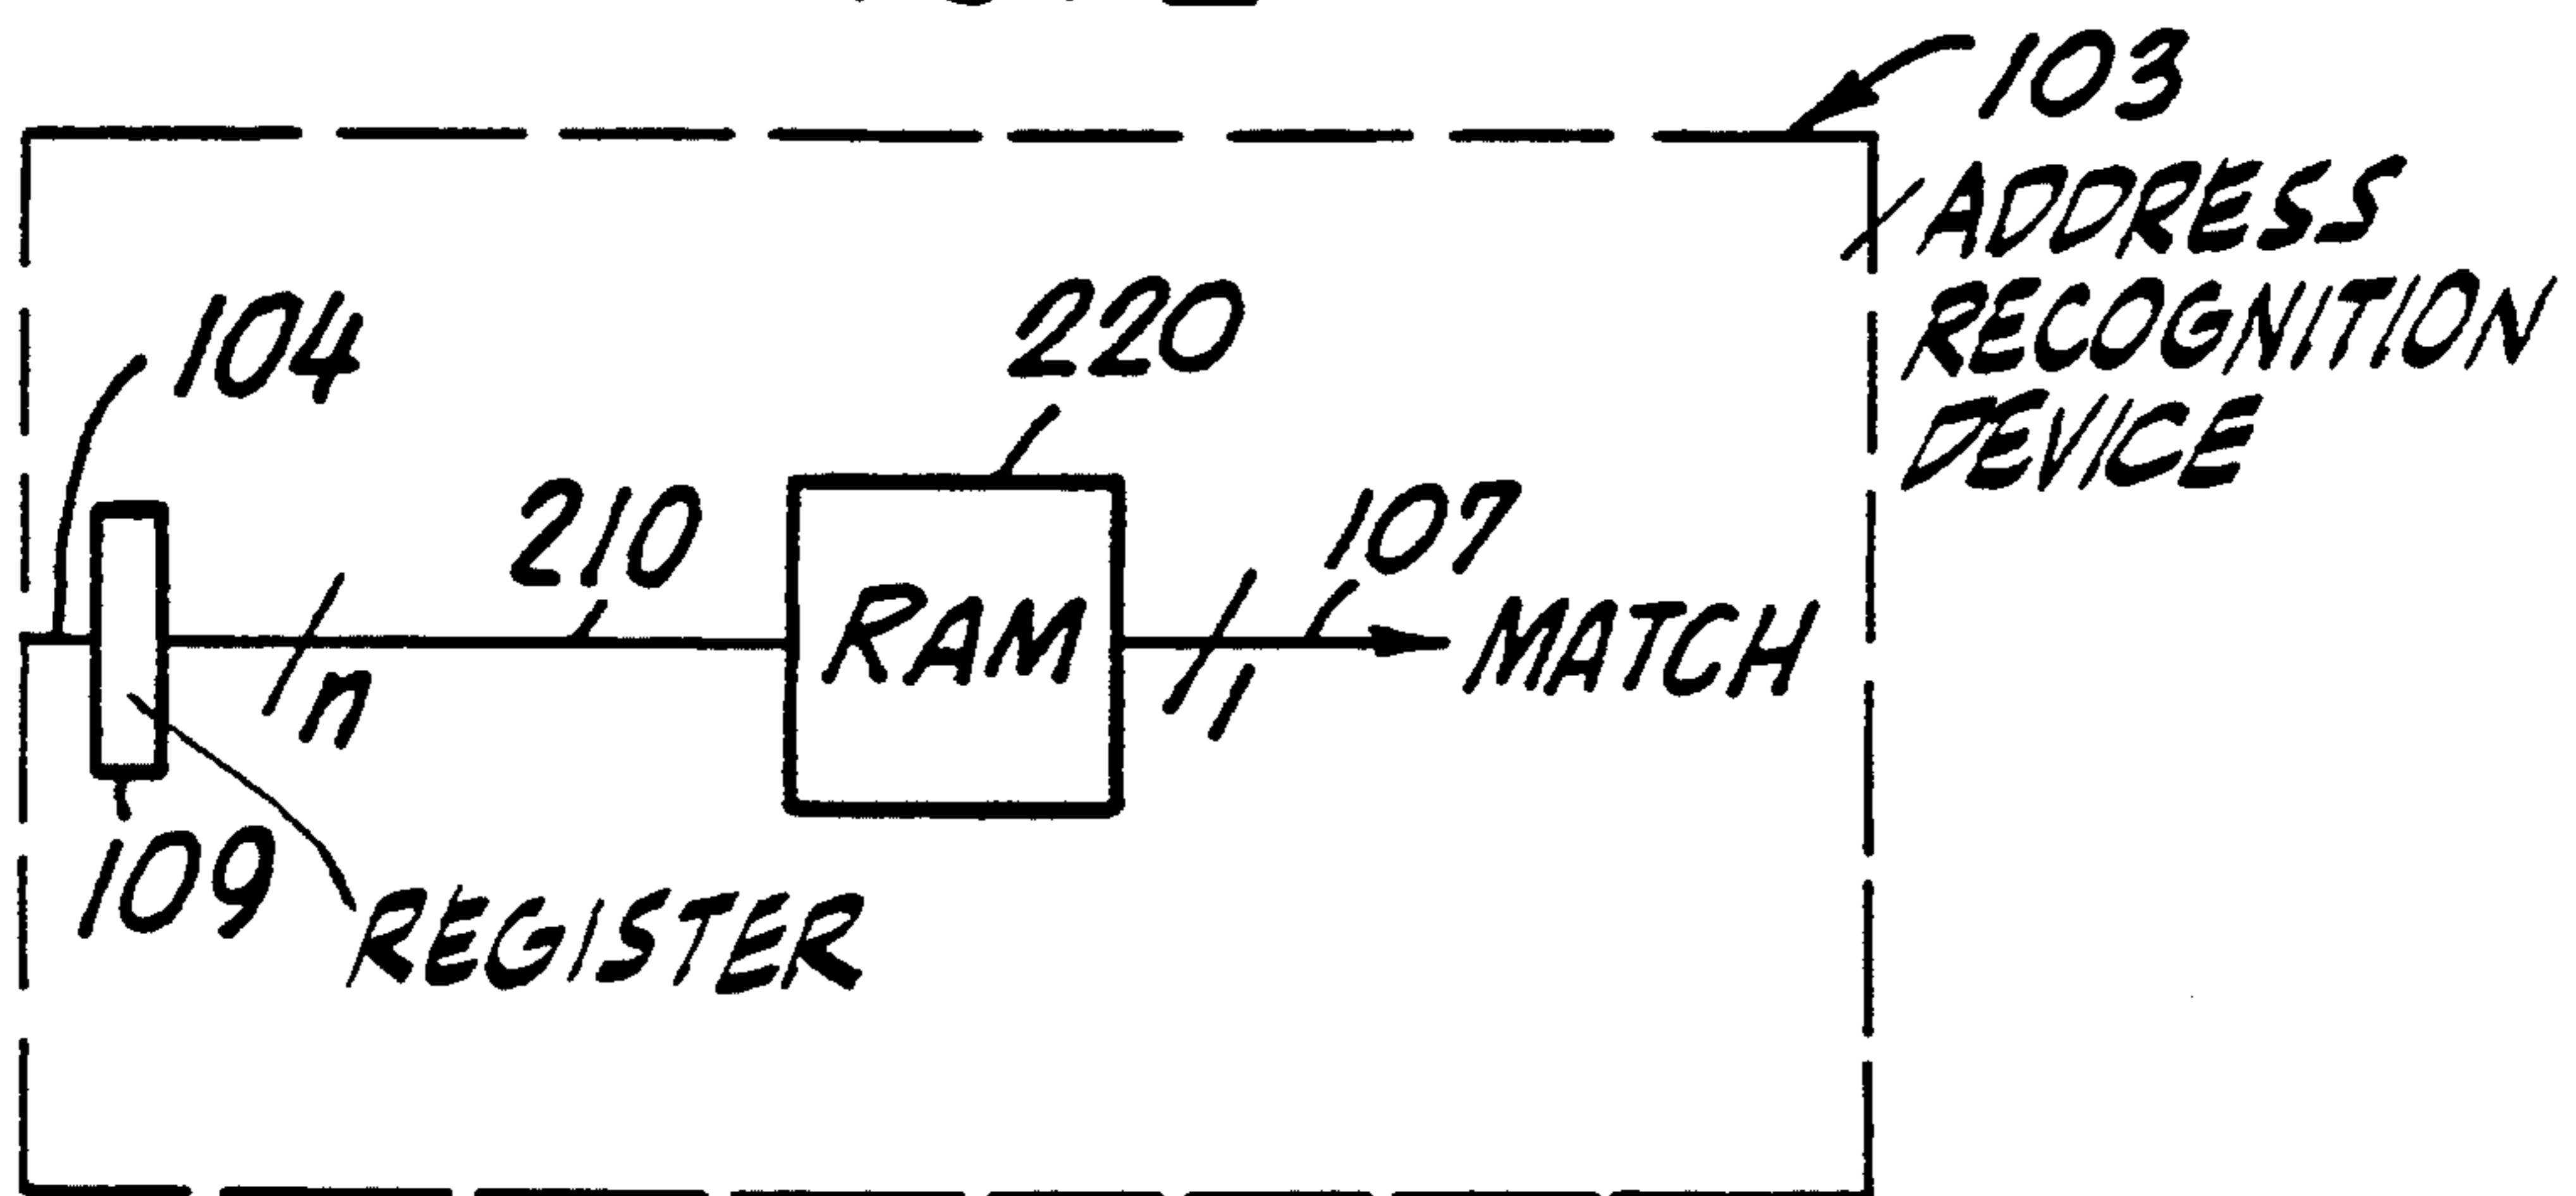 103
ADDRESS
RECOGNITION
DEVICE
104
220
210
107
RAM
MATCH
n
1
109
REGISTER